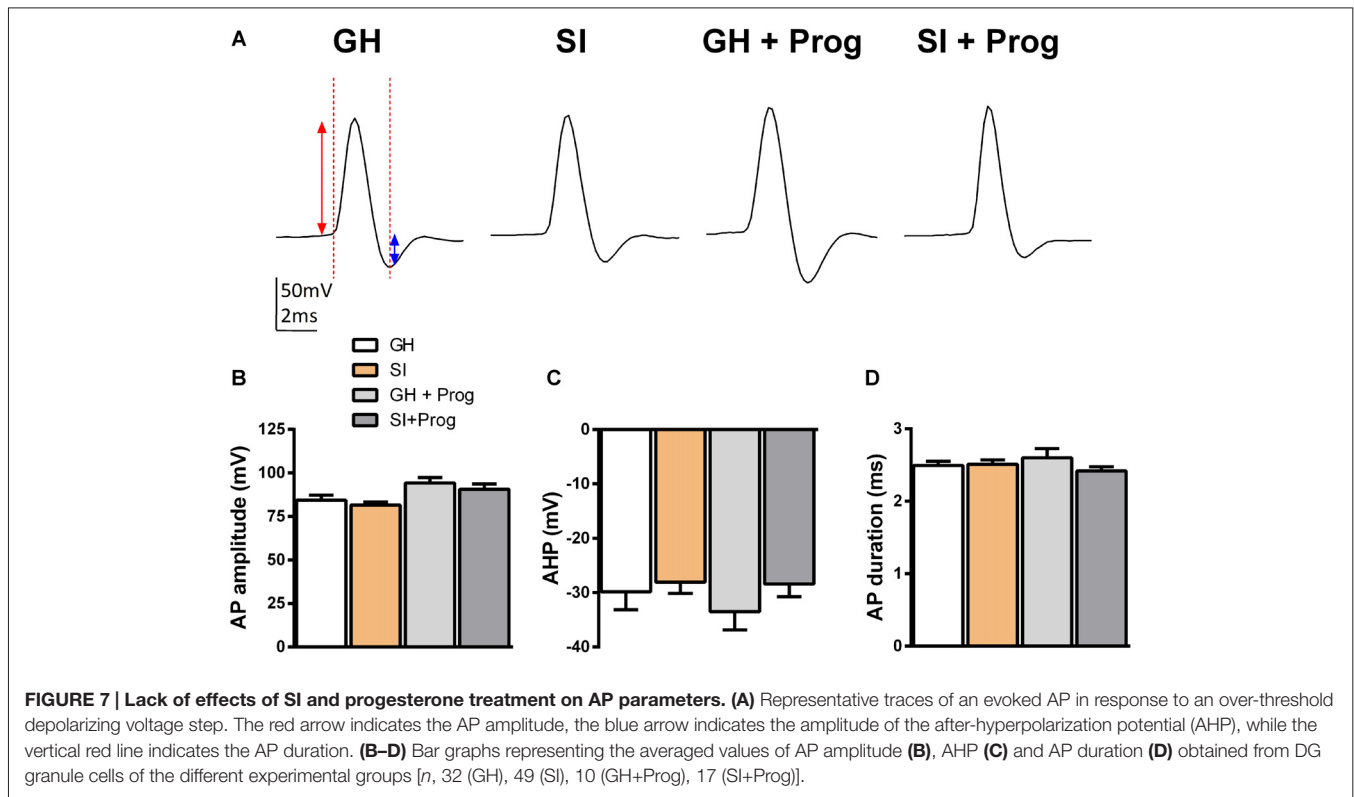 A
GH
SI
GH + Prog
SI + Prog
50mV
2ms
GH
SI
GH + Prog
SI+Prog
B
AP amplitude (mV)
125
100
75
50
25
0
C
AHP (mV)
0
-10
-20
-30
-40
D
AP duration (ms)
3
2
1
0
FIGURE 7 | Lack of effects of SI and progesterone treatment on AP parameters. (A) Representative traces of an evoked AP in response to an over-threshold
depolarizing voltage step. The red arrow indicates the AP amplitude, the blue arrow indicates the amplitude of the after-hyperpolarization potential (AHP), while the
vertical red line indicates the AP duration. (B–D) Bar graphs representing the averaged values of AP amplitude (B), AHP (C) and AP duration (D) obtained from DG
granule cells of the different experimental groups [n, 32 (GH), 49 (SI), 10 (GH+Prog), 17 (SI+Prog)].